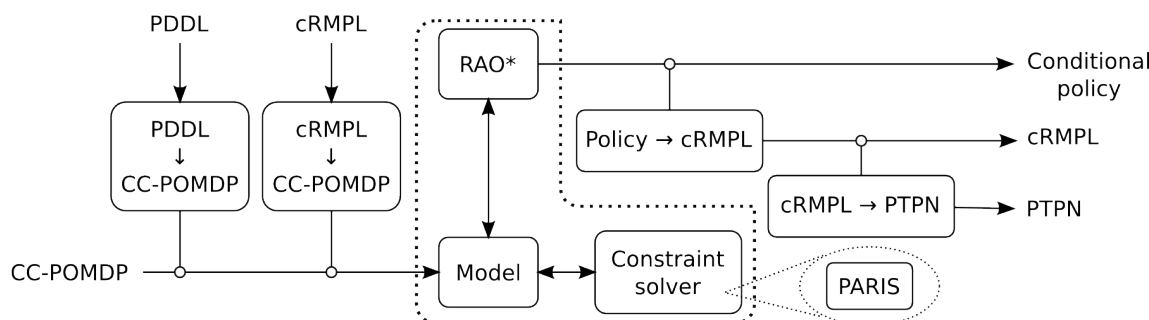 PDDL
cRMPL
PDDL
↓
CC-POMDP
cRMPL
↓
CC-POMDP
CC-POMDP
RAO*
Model
Constraint
solver
PARIS
Policy → cRMPL
cRMPL → PTPN
Conditional
policy
cRMPL
PTPN